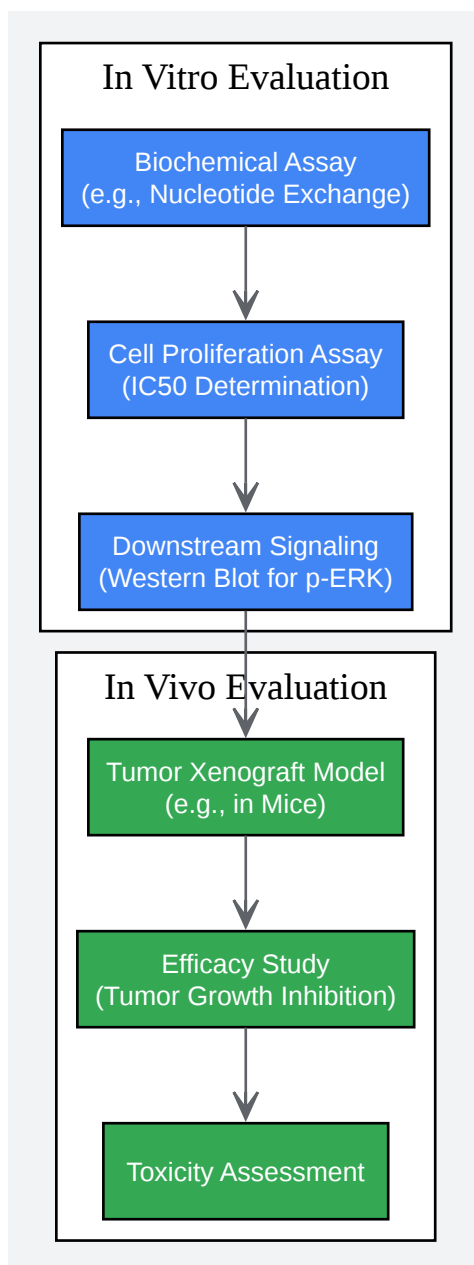 In Vitro Evaluation
Biochemical Assay
(e.g., Nucleotide Exchange)
Cell Proliferation Assay
(IC50 Determination)
Downstream Signaling
(Western Blot for p-ERK)
In Vivo Evaluation
Tumor Xenograft Model
(e.g., in Mice)
Efficacy Study
(Tumor Growth Inhibition)
Toxicity Assessment